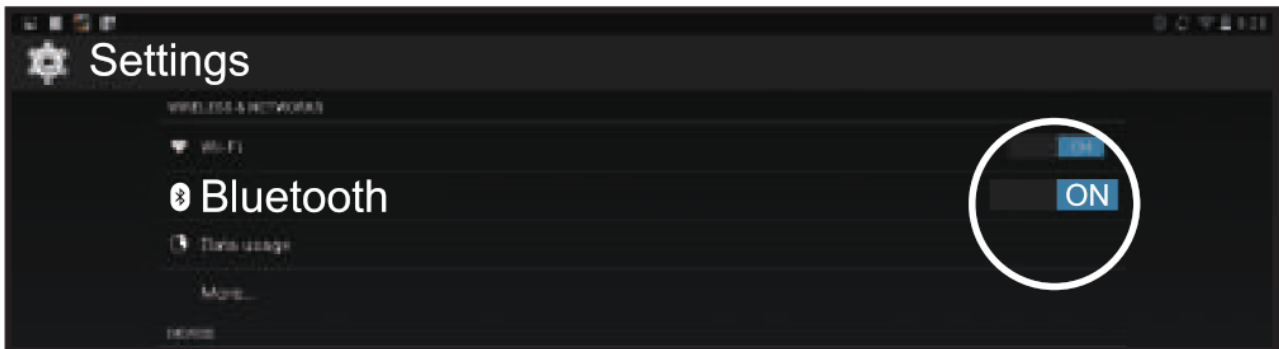 Settings
WIRELESS & NETWORKS
Wi-Fi ON
Bluetooth ON
Data usage
More...